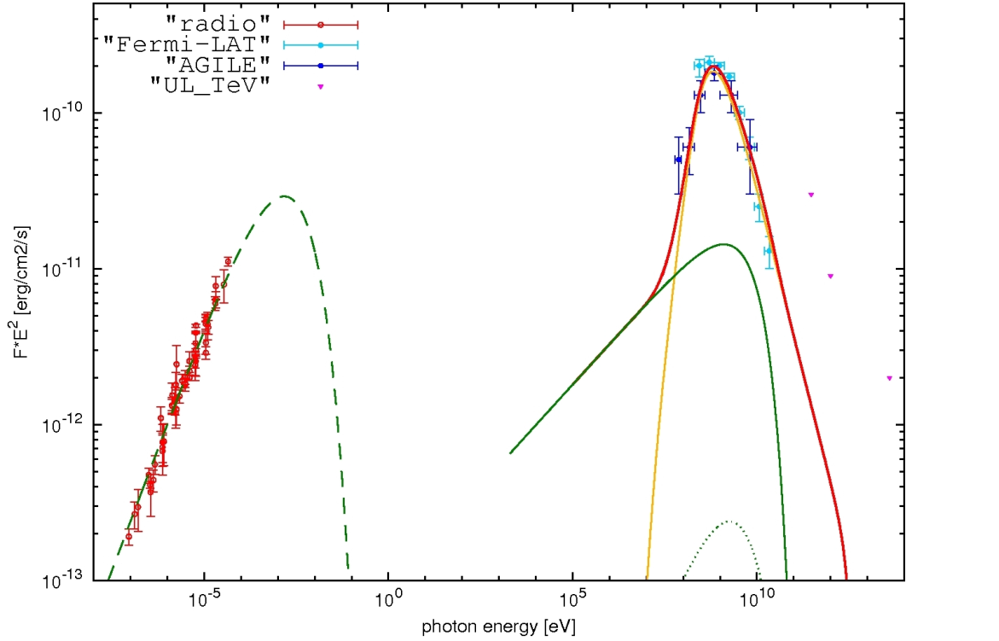 "radio"
"Fermi-LAT"
"AGILE"
"UL_TeV"
10^-10
10^-11
10^-12
10^-13
F*E^2 [erg/cm2/s]
10^-5 10^0 10^5 10^10
photon energy [eV]